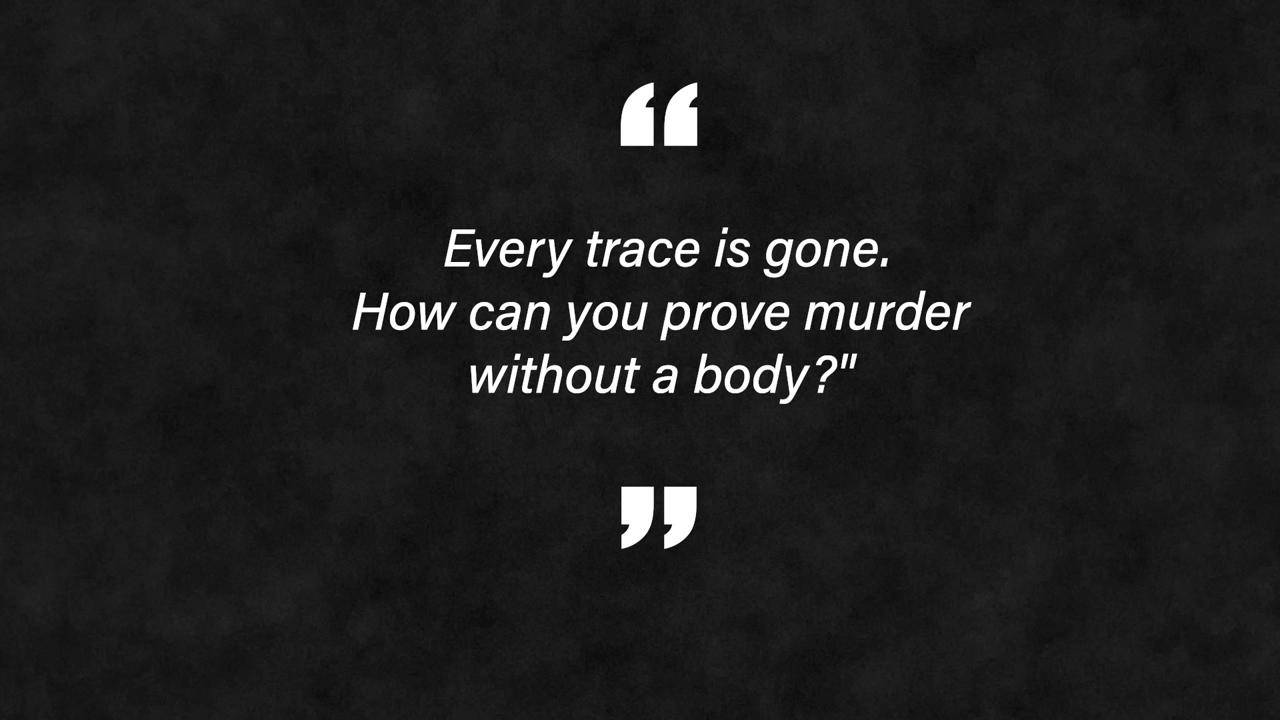 “
Every trace is gone.
How can you prove murder
without a body?"
”